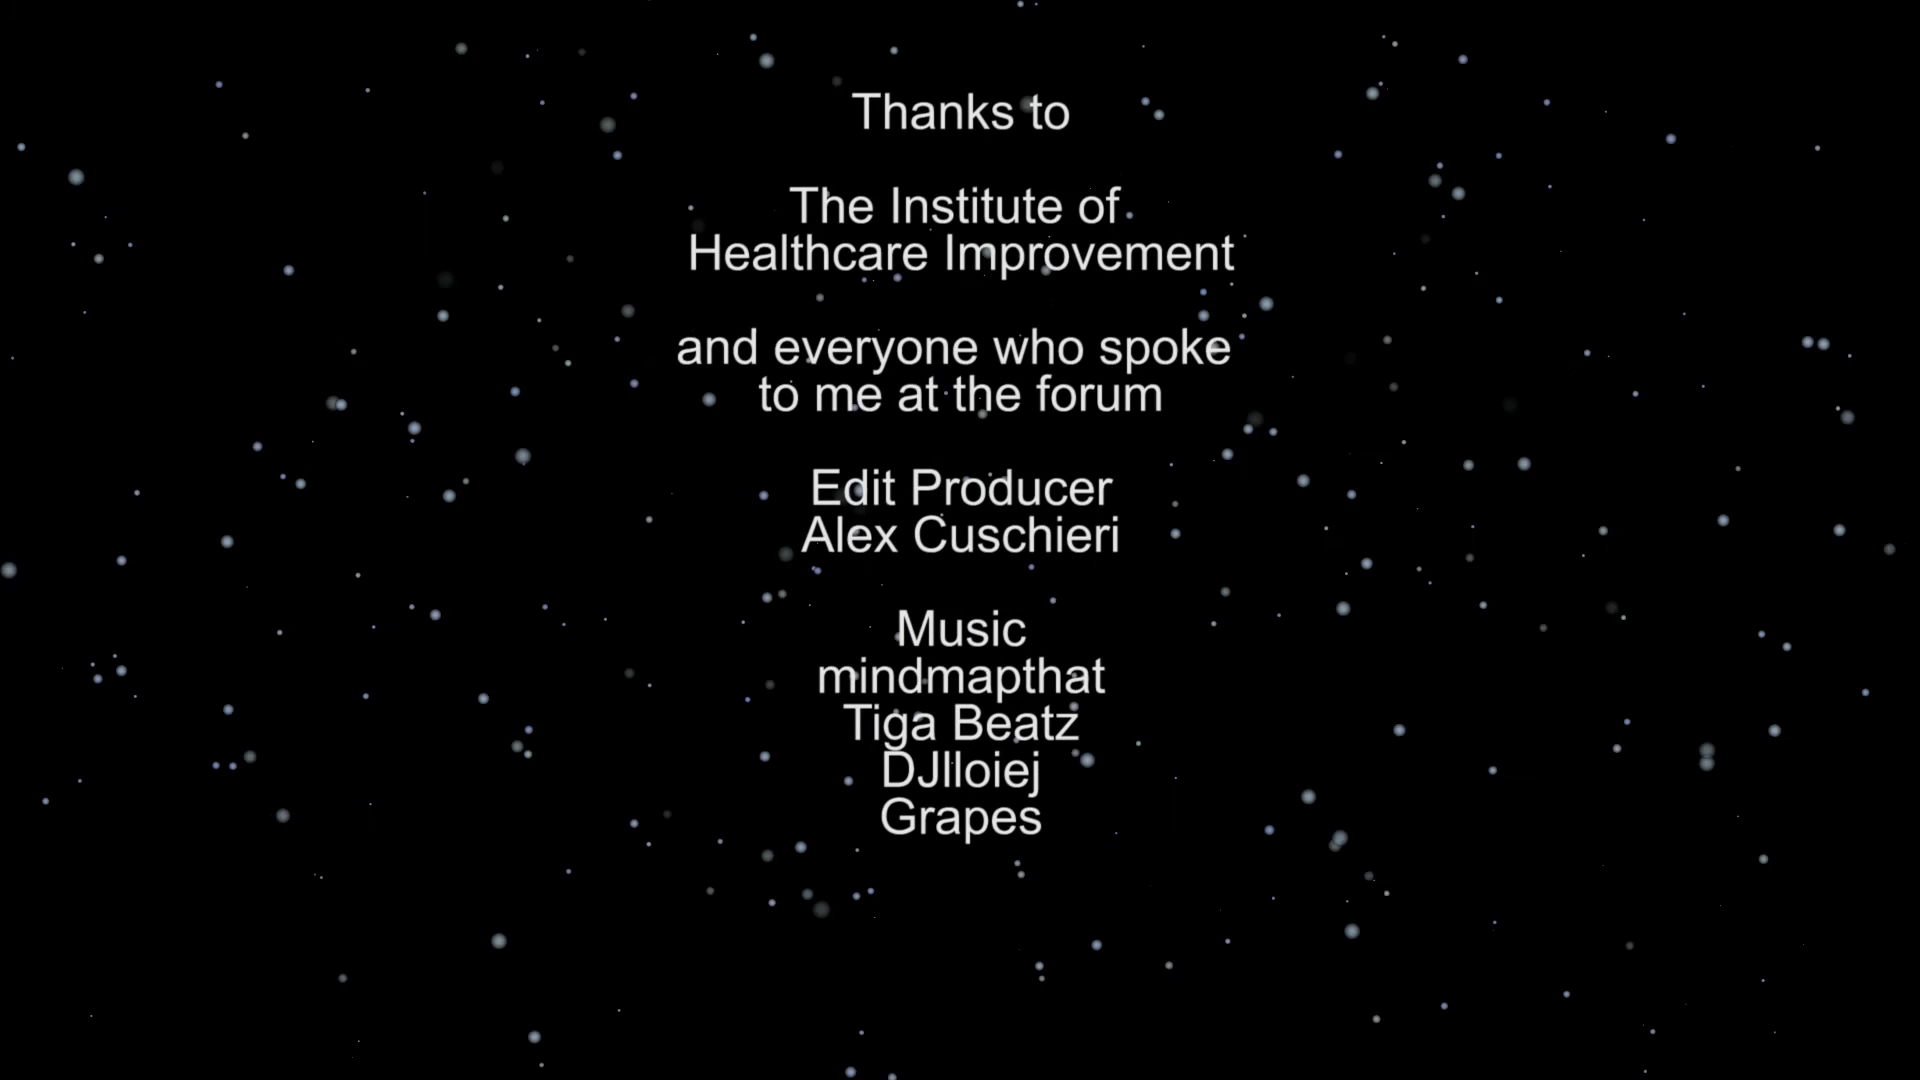 Thanks to
The Institute of
Healthcare Improvement
and everyone who spoke
to me at the forum
Edit Producer
Alex Cuschieri
Music
mindmapthat
Tiga Beatz
DJlloiej
Grapes